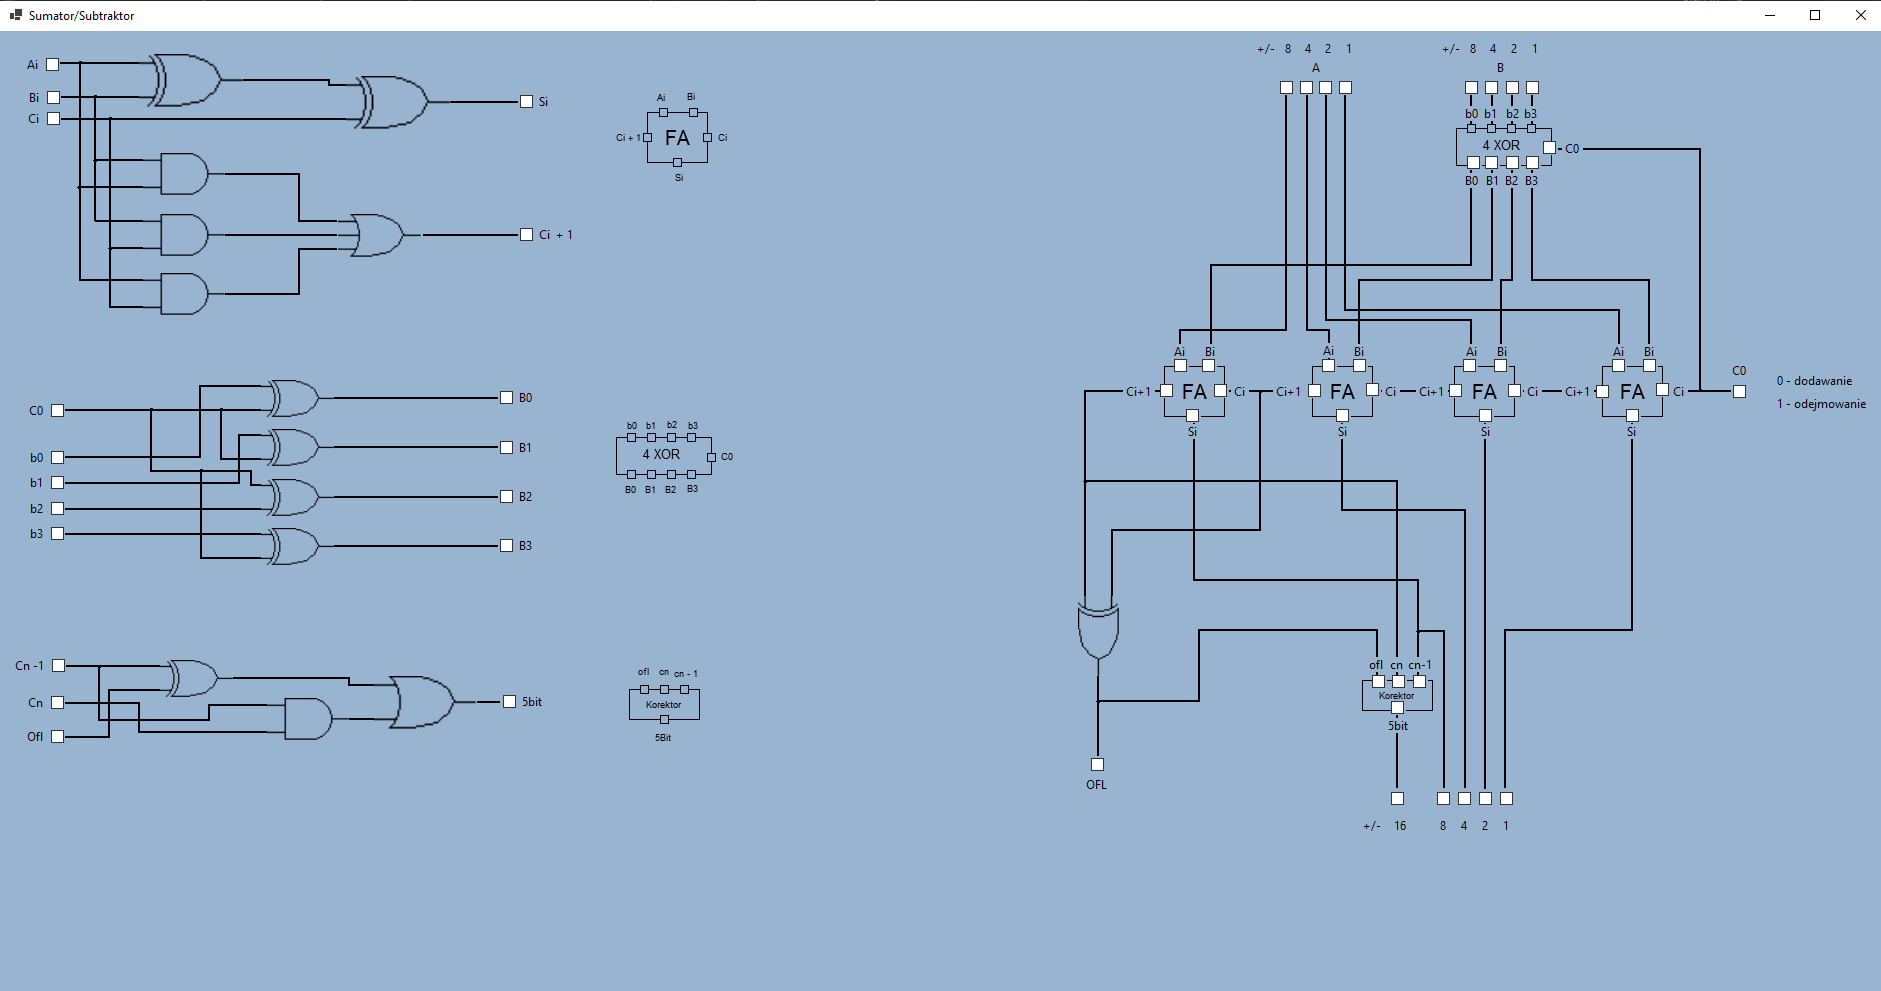 Sumator/Subtraktor
Ai
Bi
Ci
Si
Ci + 1
Ai Bi
Ci + 1 FA Ci
Si
C0
b0
b1
b2
b3
B0
B1
B2
B3
b0 b1 b2 b3
4 XOR C0
B0 B1 B2 B3
Cn -1
Cn
Ofl
5bit
ofl cn cn - 1
Korektor
5Bit
+/- 8 4 2 1
A
+/- 8 4 2 1
B
b0 b1 b2 b3
4 XOR C0
B0 B1 B2 B3
Ai Bi Ai Bi Ai Bi Ai Bi
Ci+1 FA Ci Ci+1 FA Ci Ci+1 FA Ci Ci+1 FA Ci
Si Si Si Si
C0
0 - dodawanie
1 - odejmowanie
ofl cn cn-1
Korektor
5bit
OFL
+/- 16 8 4 2 1